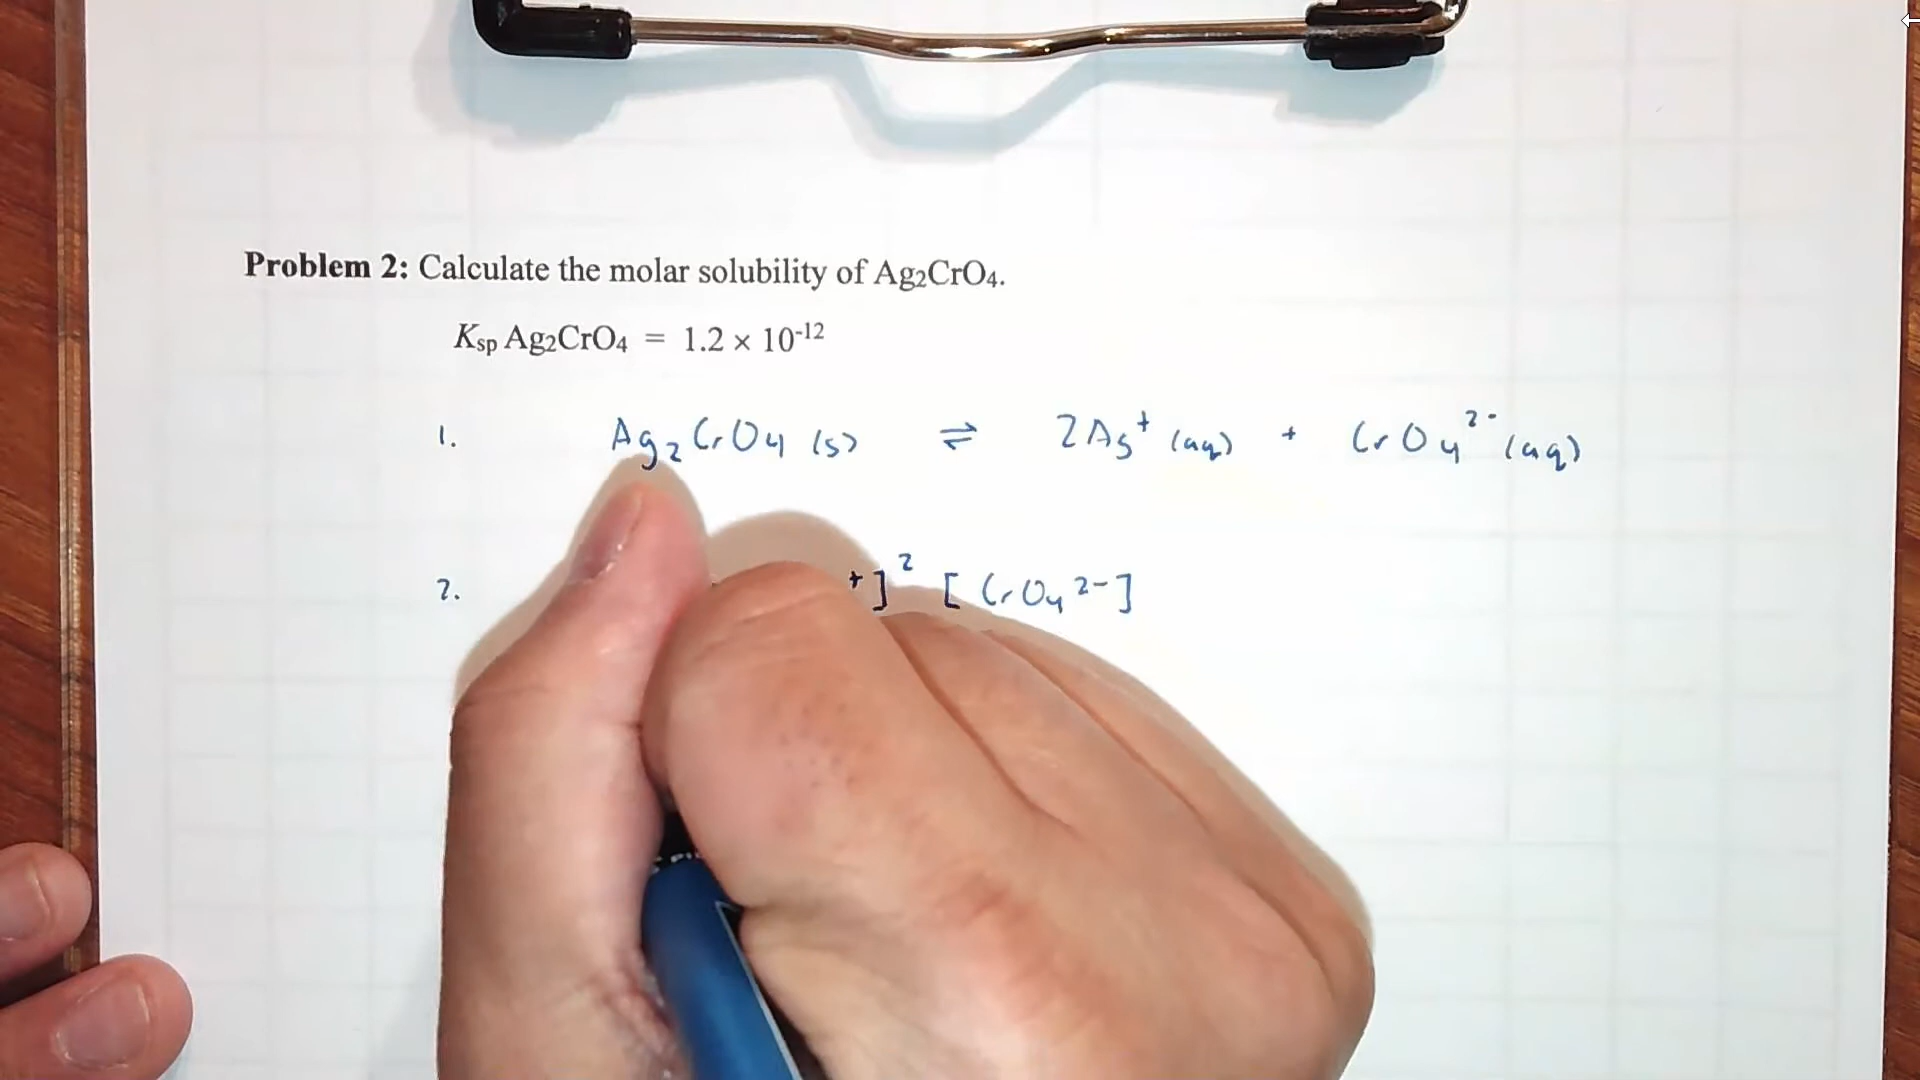 Problem 2: Calculate the molar solubility of Ag₂CrO₄.
Ksp Ag₂CrO₄ = 1.2 × 10⁻¹²
1. Ag₂CrO₄ (s) ⇌ 2Ag⁺ (aq) + CrO₄²⁻ (aq)
2. ⁺]² [CrO₄²⁻]